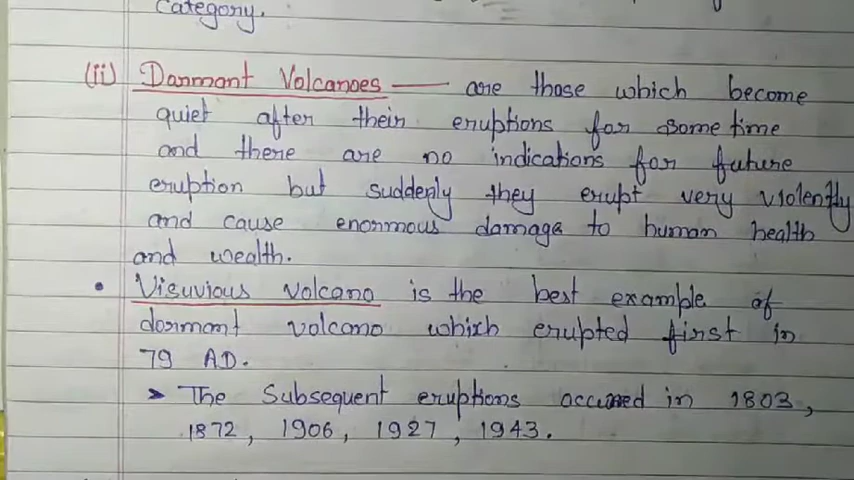 Category.
(ii) Dormant Volcanoes — are those which become
quiet after their eruptions for some time
and there are no indications for future
eruption but suddenly they erupt very violently
and cause enormous damage to human health
and wealth.
• Visuvious volcano is the best example of
dormant volcano which erupted first in
79 AD.
➤ The Subsequent eruptions occured in 1803,
1872, 1906, 1927, 1943.